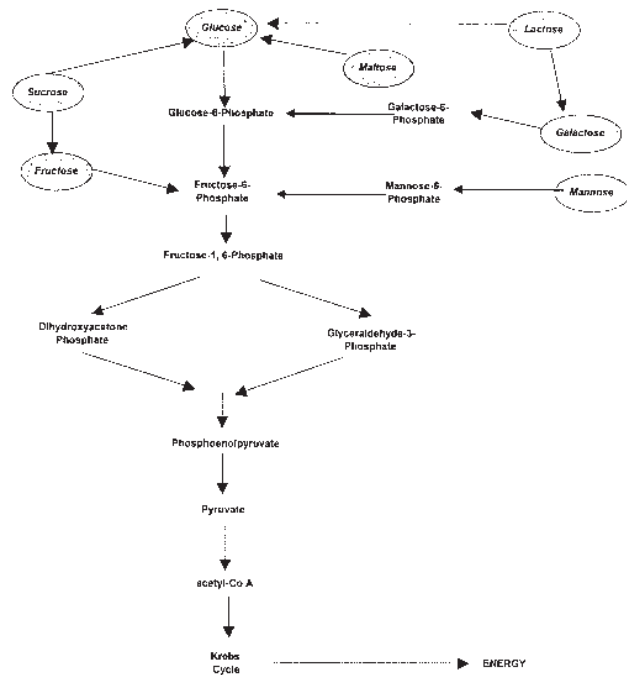 Glucose
Lactose
Maltose
Sucrose
Glucose-6-Phosphate
Galactose-6-
Phosphate
Galactose
Fructose
Fructose-6-
Phosphate
Mannose-6-
Phosphate
Mannose
Fructose-1, 6-Phosphate
Dihydroxyacetone
Phosphate
Glyceraldehyde-3-
Phosphate
Phosphoenolpyruvate
Pyruvate
acetyl-Co A
Krebs
Cycle
ENERGY